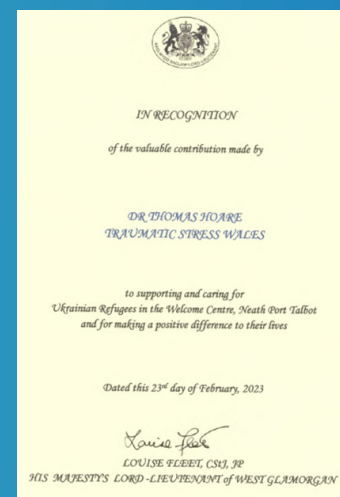 IN RECOGNITION
of the valuable contribution made by
DR THOMAS HOARE
TRAUMATIC STRESS WALES
to supporting and caring for
Ukrainian Refugees in the Welcome Centre, Neath Port Talbot
and for making a positive difference to their lives
Dated this 23rd day of February, 2023
Louise Fleet
LOUISE FLEET, CStJ, JP
HIS MAJESTY'S LORD-LIEUTENANT of WEST GLAMORGAN